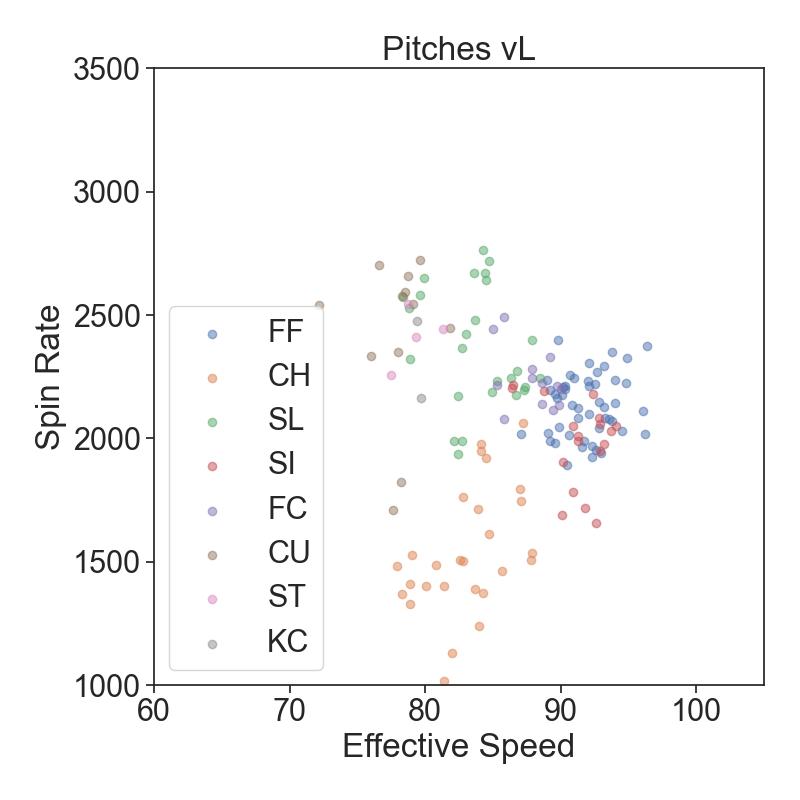 Pitches vL
3500
3000
2500
2000
1500
1000
Spin Rate
FF
CH
SL
SI
FC
CU
ST
KC
60 70 80 90 100
Effective Speed